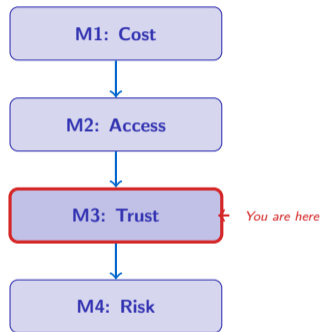 M1: Cost
M2: Access
M3: Trust
You are here
M4: Risk